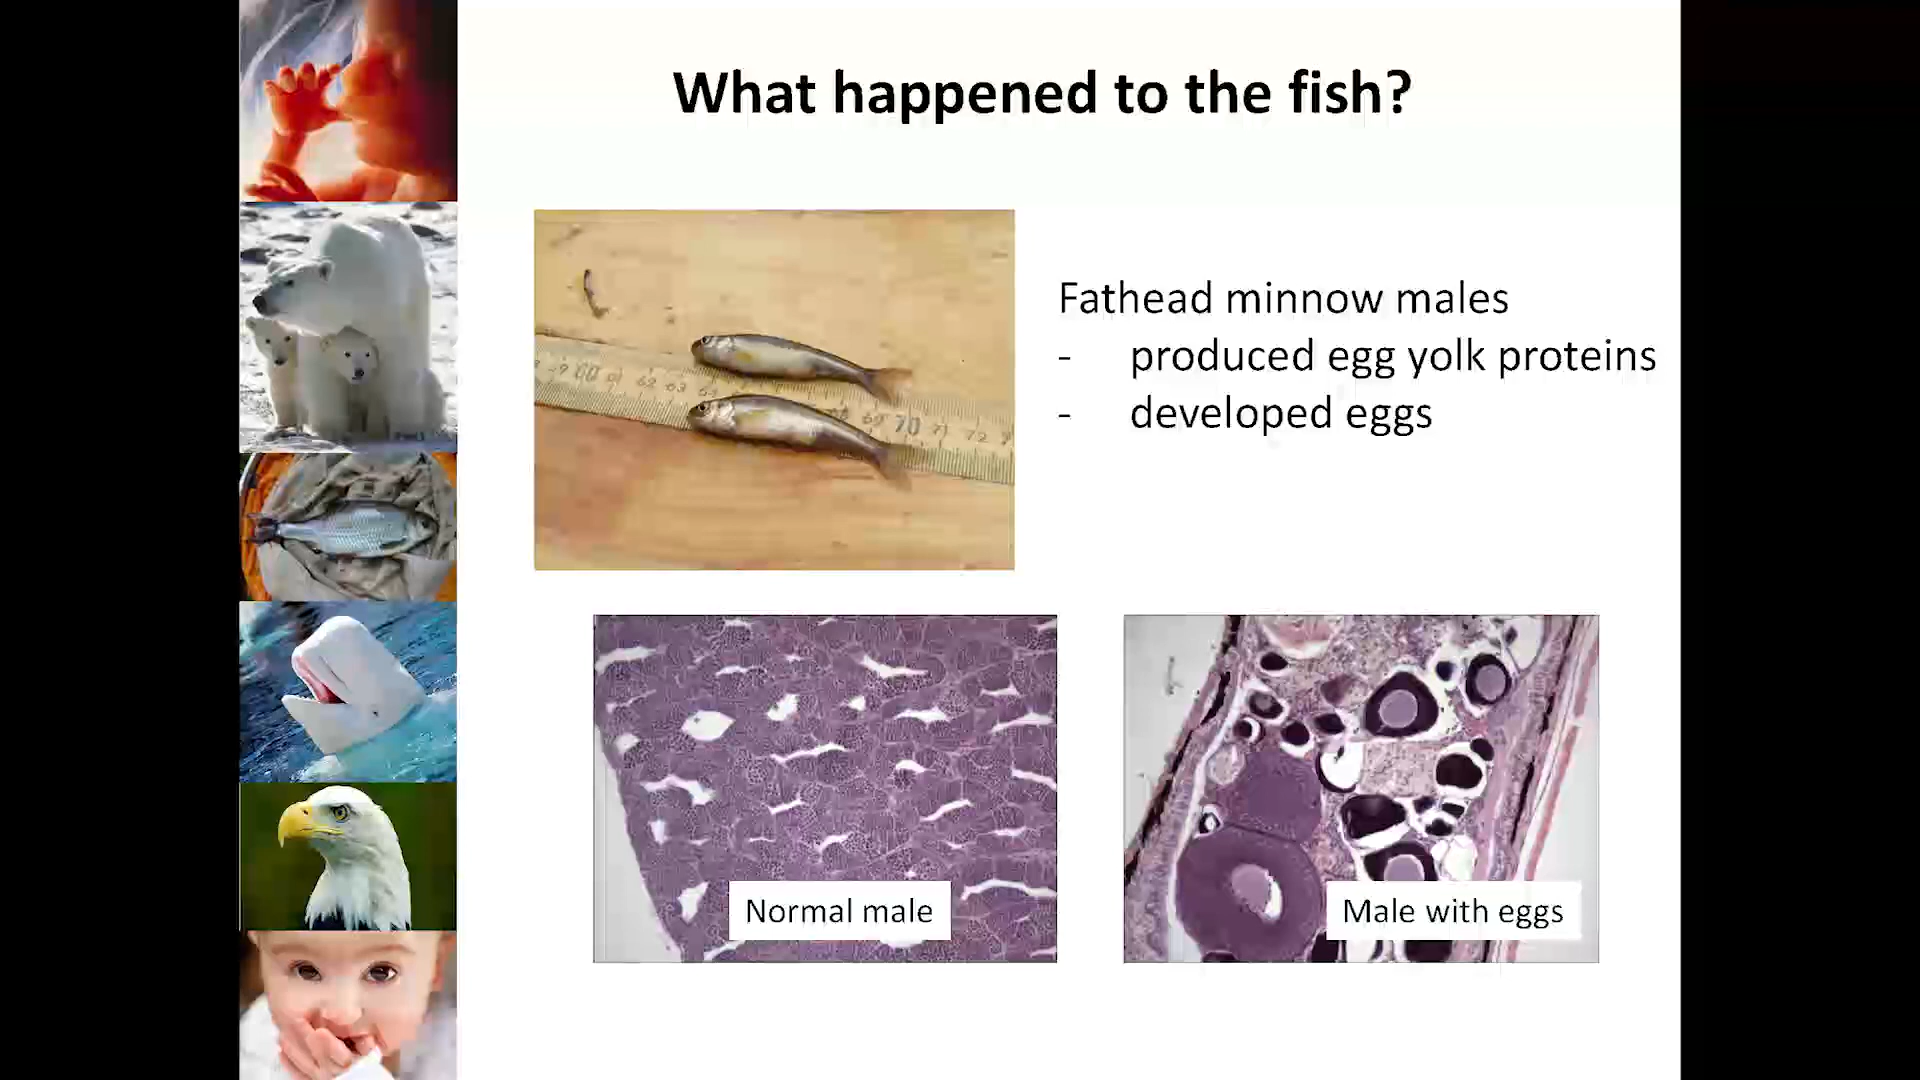 What happened to the fish?
Fathead minnow males
- produced egg yolk proteins
- developed eggs
Normal male
Male with eggs